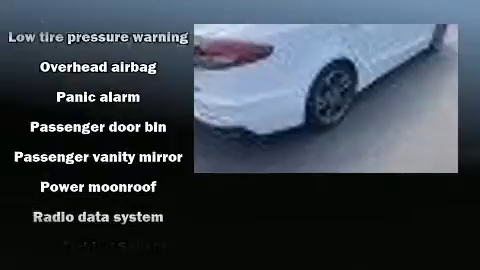 Low tire pressure warning
Overhead airbag
Panic alarm
Passenger door bin
Passenger vanity mirror
Power moonroof
Radio data system